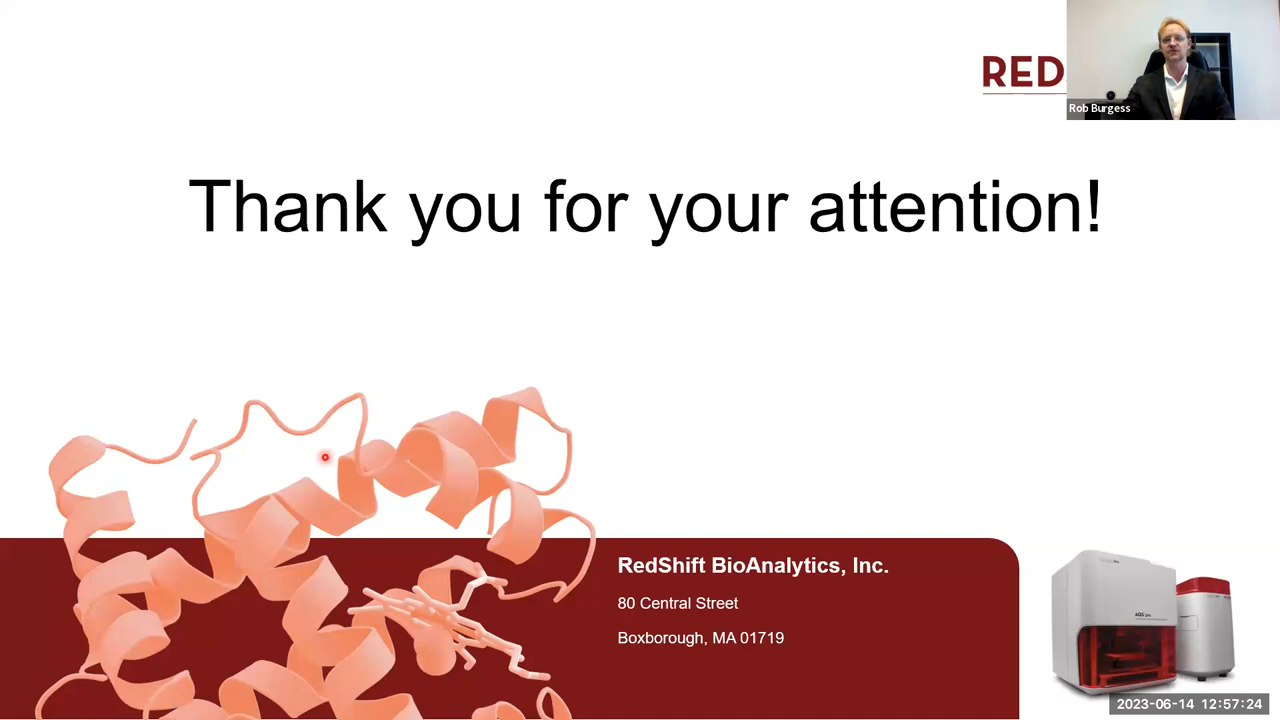 RED
Rob Burgess
Thank you for your attention!
RedShift BioAnalytics, Inc.
80 Central Street
Boxborough, MA 01719
2023-06-14 12:57:24